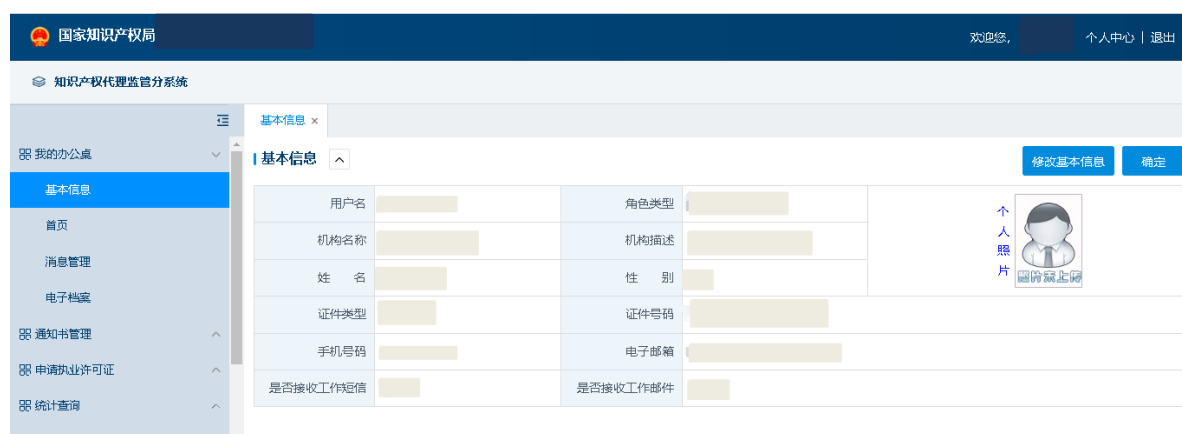 国家知识产权局
欢迎您,
个人中心 | 退出
知识产权代理监管分系统
基本信息 ×
我的办公桌
基本信息
首页
消息管理
电子档案
通知书管理
申请执业许可证
统计查询
基本信息
修改基本信息 确定
用户名 角色类型
机构名称 机构描述
姓 名 性 别
个人照片
照片未上传
证件类型 证件号码
手机号码 电子邮箱
是否接收工作短信 是否接收工作邮件